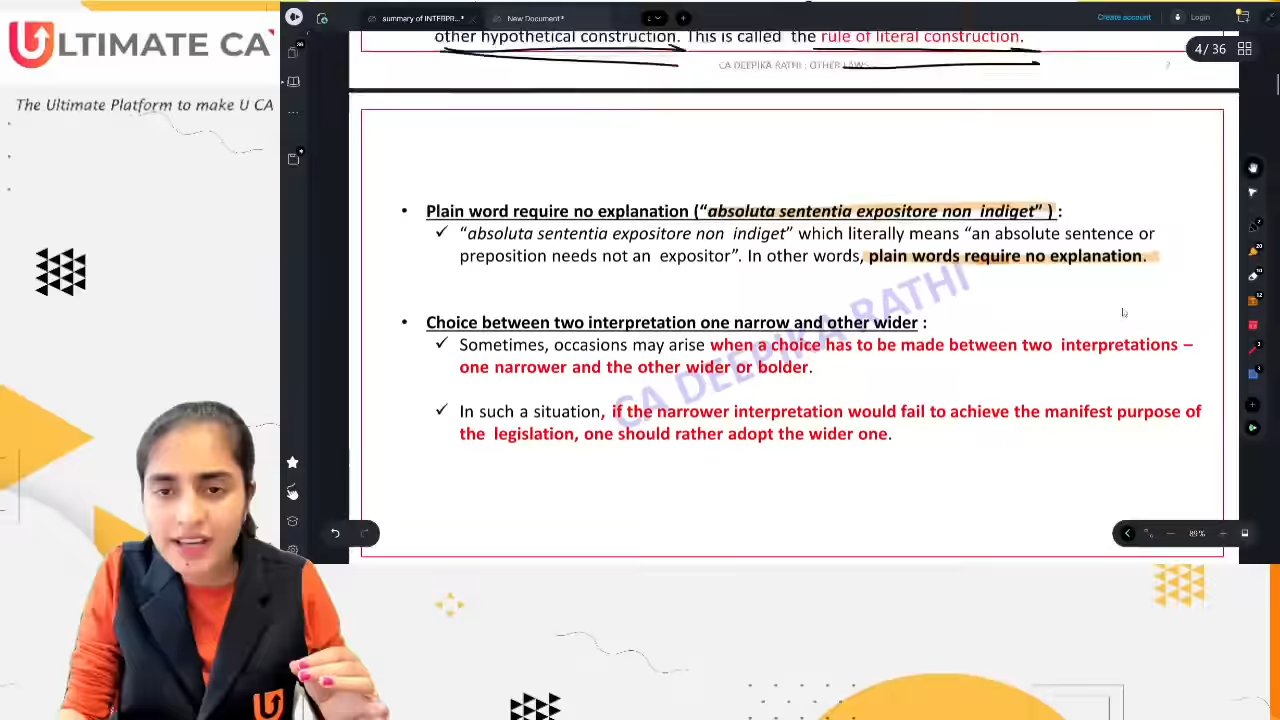 ULTIMATE CA
The Ultimate Platform to make U CA
summary of INTERPR...*
New Document*
Create account
Login
4/36
other hypothetical construction. This is called the rule of literal construction.
CA DEEPIKA RATHI : OTHER LAWS
• Plain word require no explanation (“absoluta sententia expositore non indiget” ) :
✓ “absoluta sententia expositore non indiget” which literally means “an absolute sentence or
preposition needs not an expositor”. In other words, plain words require no explanation.
• Choice between two interpretation one narrow and other wider :
✓ Sometimes, occasions may arise when a choice has to be made between two interpretations –
one narrower and the other wider or bolder.
✓ In such a situation, if the narrower interpretation would fail to achieve the manifest purpose of
the legislation, one should rather adopt the wider one.
CA DEEPIKA RATHI
89%